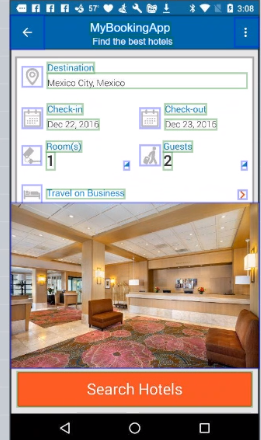 57°
3:08
MyBookingApp
Find the best hotels
Destination
Mexico City, Mexico
Check-in
Check-out
Dec 22, 2016
Dec 23, 2016
Room(s)
Guests
1
2
Travel on Business
Search Hotels